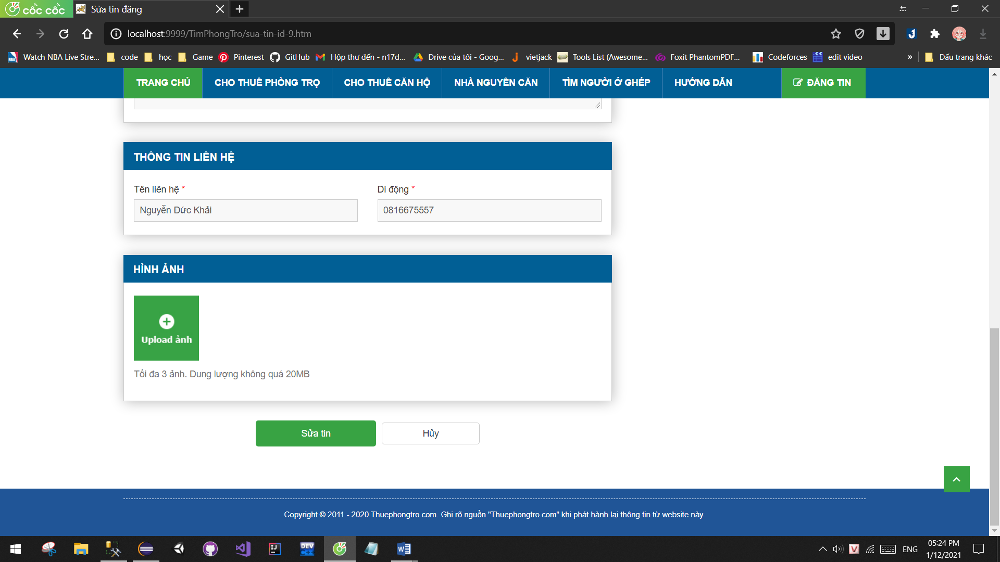 cốc cốc
Sửa tin đăng
localhost:9999/TimPhongTro/sua-tin-id-9.htm
Watch NBA Live Stre... code học Game Pinterest GitHub Hộp thư đến - n17d... Drive của tôi - Goog... vietjack Tools List (Awesome... Foxit PhantomPDF... Codeforces edit video » Dấu trang khác
TRANG CHỦ CHO THUÊ PHÒNG TRỌ CHO THUÊ CĂN HỘ NHÀ NGUYÊN CĂN TÌM NGƯỜI Ở GHÉP HƯỚNG DẪN ĐĂNG TIN
THÔNG TIN LIÊN HỆ
Tên liên hệ * Di động *
Nguyễn Đức Khải 0816675557
HÌNH ẢNH
Upload ảnh
Tối đa 3 ảnh. Dung lượng không quá 20MB
Sửa tin Hủy
Copyright © 2011 - 2020 Thuephongtro.com. Ghi rõ nguồn "Thuephongtro.com" khi phát hành lại thông tin từ website này.
ENG
05:24 PM
1/12/2021